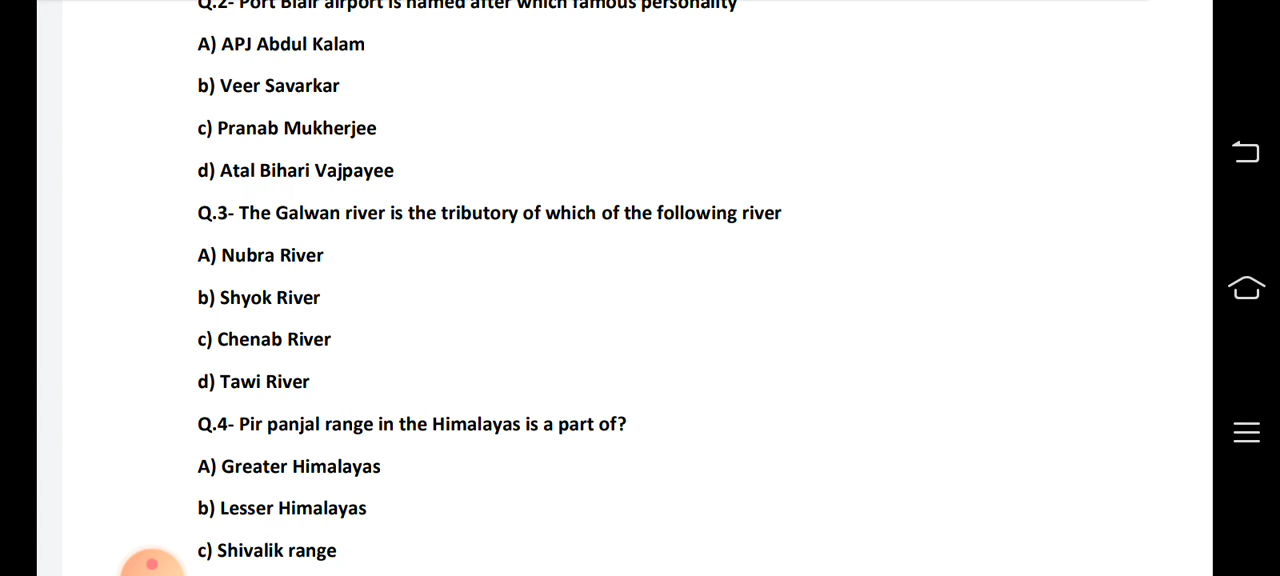 Q.2- Port Blair airport is named after which famous personality
A) APJ Abdul Kalam
b) Veer Savarkar
c) Pranab Mukherjee
d) Atal Bihari Vajpayee
Q.3- The Galwan river is the tributory of which of the following river
A) Nubra River
b) Shyok River
c) Chenab River
d) Tawi River
Q.4- Pir panjal range in the Himalayas is a part of?
A) Greater Himalayas
b) Lesser Himalayas
c) Shivalik range